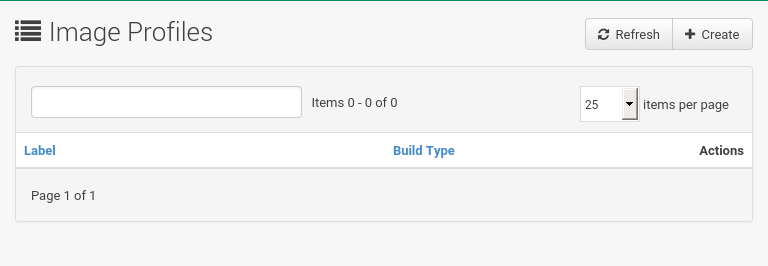 Image Profiles
Refresh
Create
Items 0 - 0 of 0
25
items per page
Label
Build Type
Actions
Page 1 of 1